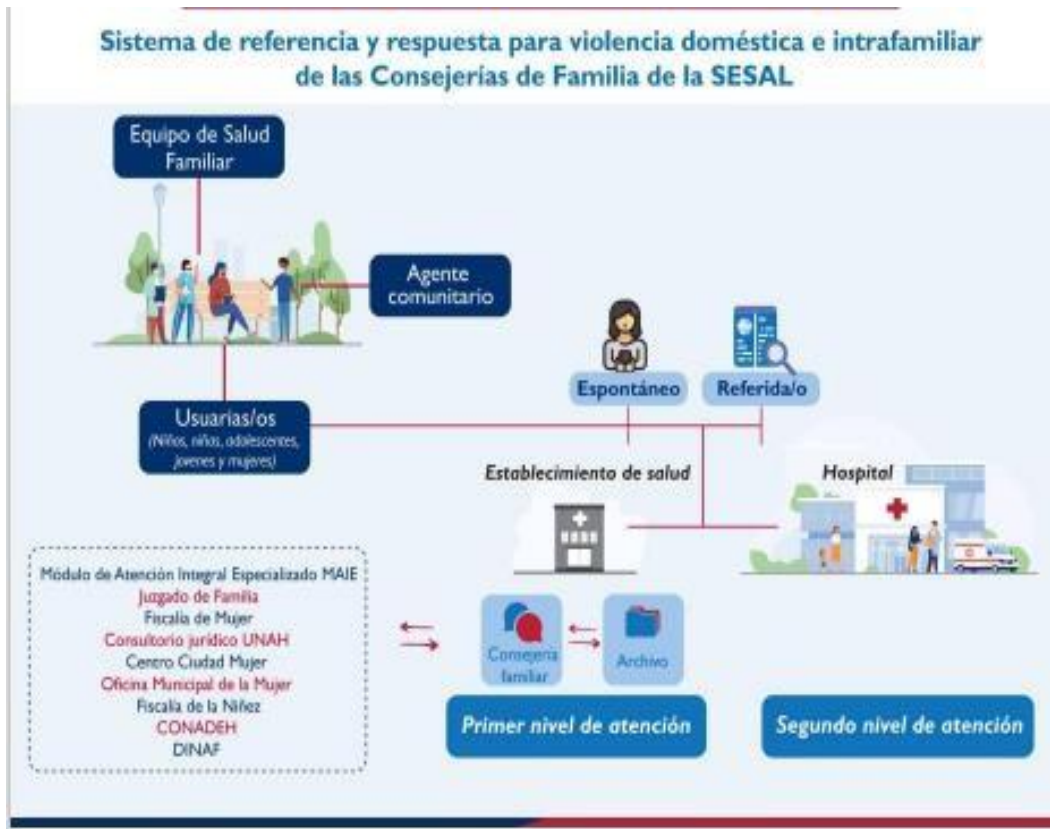 Sistema de referencia y respuesta para violencia doméstica e intrafamiliar
de las Consejerías de Familia de la SESAL
Equipo de Salud
Familiar
Agente
comunitario
Espontáneo
Referida/o
Usuarias/os
(Niños, niñas, adolescentes,
jovenes y mujeres)
Establecimiento de salud
Hospital
Módulo de Atención Integral Especializado MAIE
Juzgado de Familia
Fiscalía de Mujer
Consultorio jurídico UNAH
Centro Ciudad Mujer
Oficina Municipal de la Mujer
Fiscalía de la Niñez
CONADEH
DINAF
Consejería
familiar
Archivo
Primer nivel de atención
Segundo nivel de atención